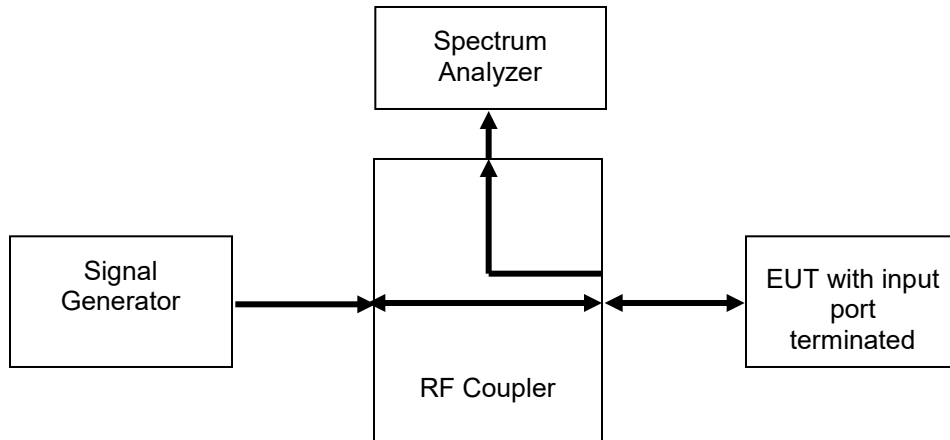 Spectrum
Analyzer
Signal
Generator
EUT with input
port
terminated
RF Coupler